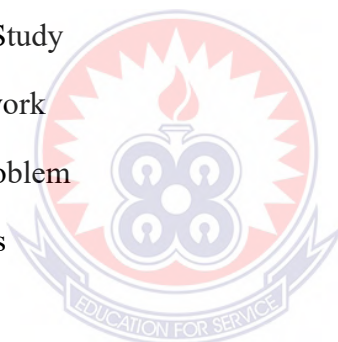 Study
work
oblem
s
EDUCATION FOR SERVICE